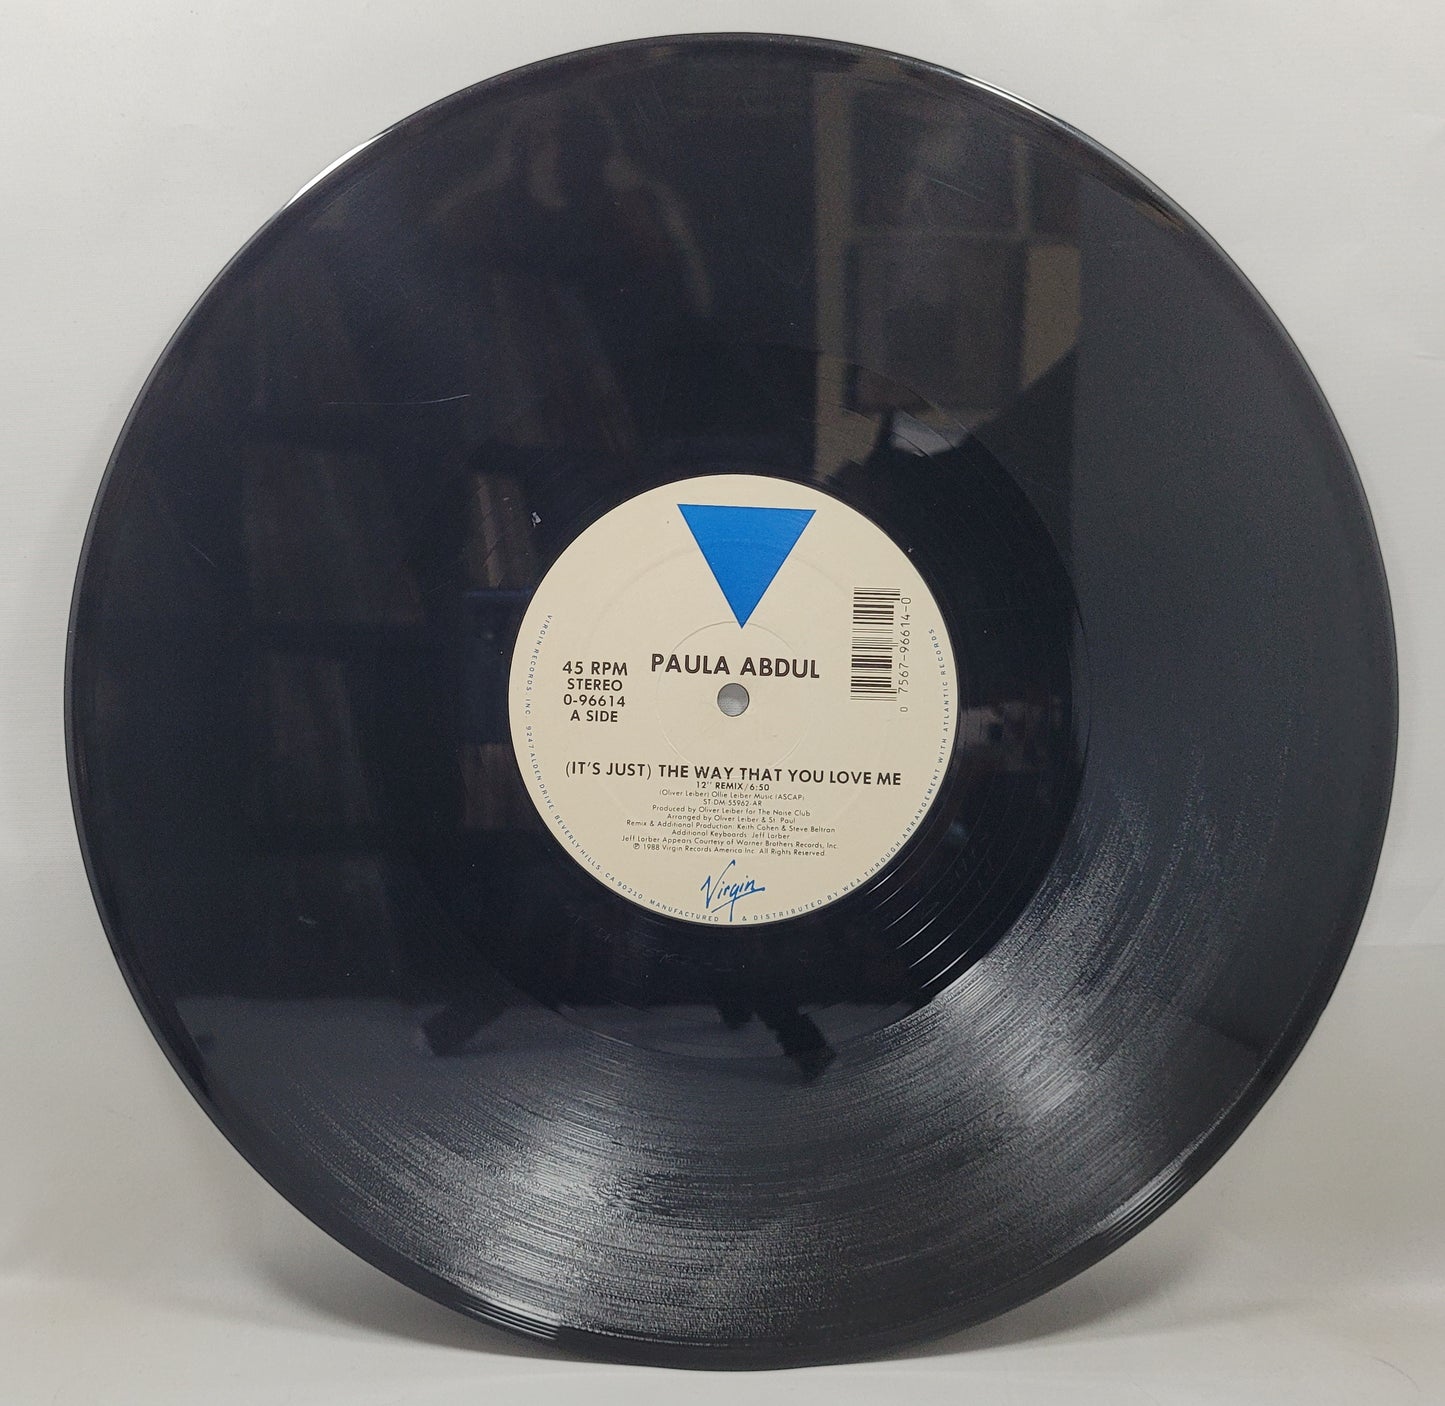 PAULA ABDUL
45 RPM
STEREO
0-96614
A SIDE
0 7567-96614-0
(IT'S JUST) THE WAY THAT YOU LOVE ME
12" REMIX/6:50
(Oliver Leiber) Ollie Leiber Music (ASCAP)
ST-DM-55962-AR
Produced by Oliver Leiber for The Noise Club
Arranged by Oliver Leiber & St. Paul
Remix & Additional Production: Keith Cohen & Steve Beltran
Additional Keyboards: Jeff Lorber
Jeff Lorber Appears Courtesy of Warner Brothers Records, Inc.
℗ 1988 Virgin Records America Inc. All Rights Reserved.
Virgin
VIRGIN RECORDS, INC. 9247 ALDEN DRIVE, BEVERLY HILLS, CA 90210. MANUFACTURED & DISTRIBUTED BY WEA THROUGH ARRANGEMENT WITH ATLANTIC RECORDS